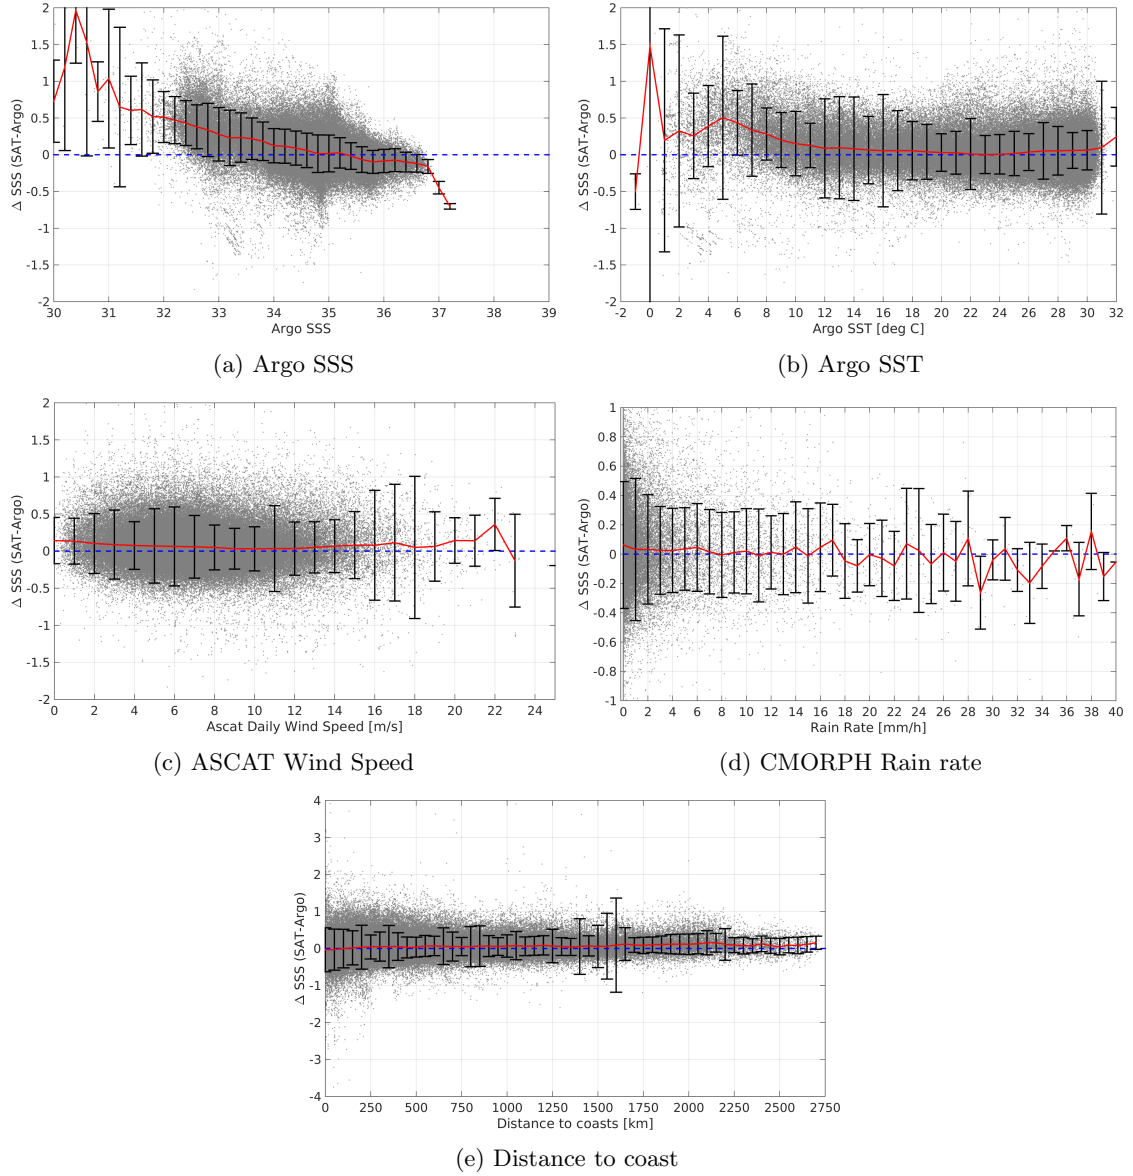 2
1.5
1
0.5
0
-0.5
-1
-1.5
-2
Δ SSS (SAT-Argo)
30 31 32 33 34 35 36 37 38 39
Argo SSS
(a) Argo SSS
2
1.5
1
0.5
0
-0.5
-1
-1.5
-2
Δ SSS (SAT-Argo)
-2 0 2 4 6 8 10 12 14 16 18 20 22 24 26 28 30 32
Argo SST [deg C]
(b) Argo SST
2
1.5
1
0.5
0
-0.5
-1
-1.5
-2
Δ SSS (SAT-Argo)
0 2 4 6 8 10 12 14 16 18 20 22 24
Ascat Daily Wind Speed [m/s]
(c) ASCAT Wind Speed
1
0.8
0.6
0.4
0.2
0
-0.2
-0.4
-0.6
-0.8
-1
Δ SSS (SAT-Argo)
0 2 4 6 8 10 12 14 16 18 20 22 24 26 28 30 32 34 36 38 40
Rain Rate [mm/h]
(d) CMORPH Rain rate
4
3
2
1
0
-1
-2
-3
-4
Δ SSS (SAT-Argo)
0 250 500 750 1000 1250 1500 1750 2000 2250 2500 2750
Distance to coasts [km]
(e) Distance to coast